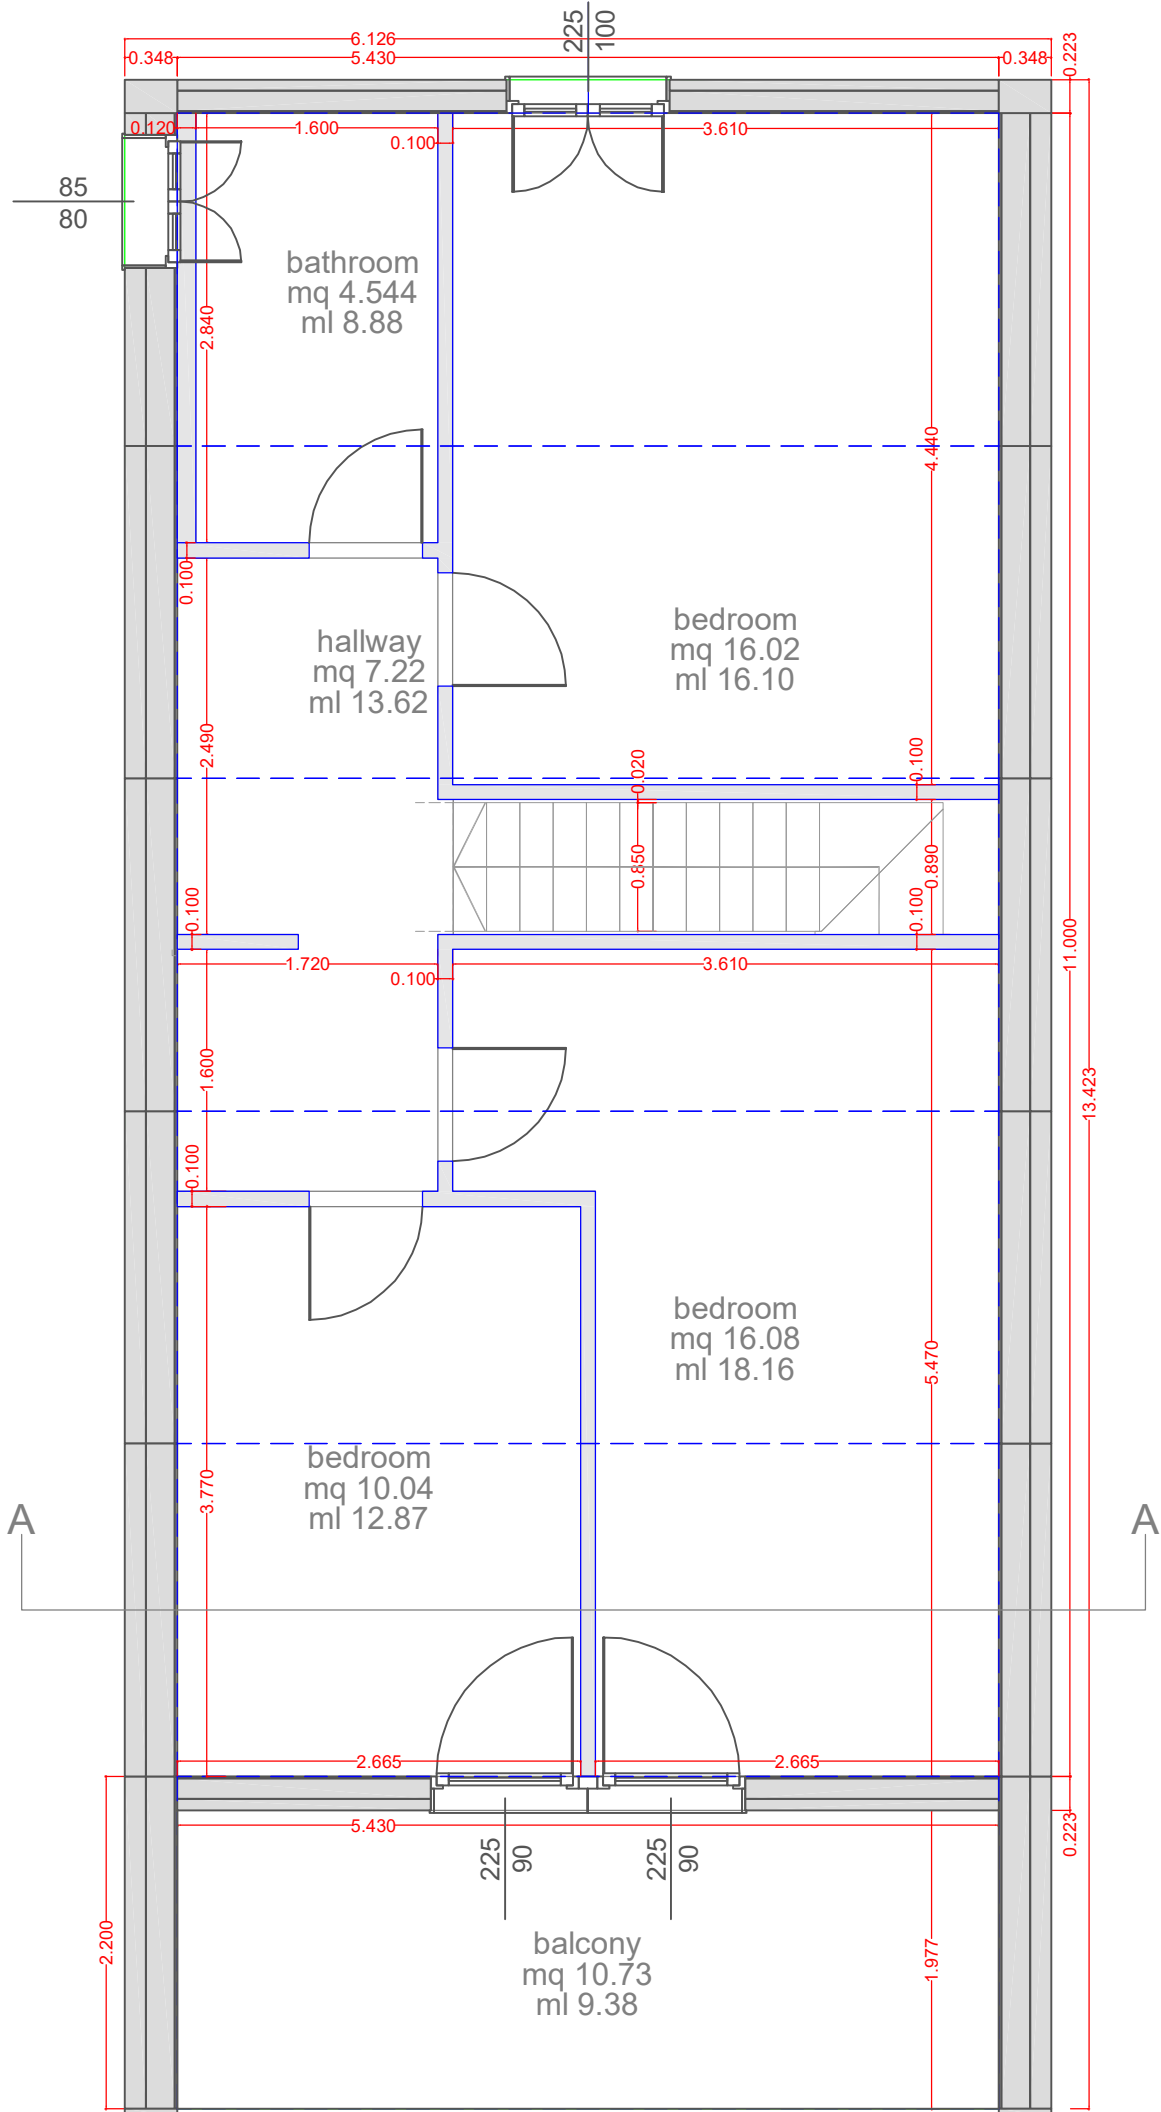 225
100
6.126
0.348
5.430
0.348
0.223
0.120
1.600
0.100
3.610
85
80
bathroom
mq 4.544
ml 8.88
2.840
4.440
0.100
hallway
mq 7.22
ml 13.62
bedroom
mq 16.02
ml 16.10
2.490
0.020
0.100
0.850
0.890
0.100
0.100
11.000
1.720
0.100
3.610
1.600
13.423
0.100
bedroom
mq 16.08
ml 18.16
5.470
bedroom
mq 10.04
ml 12.87
3.770
A
A
2.665
2.665
5.430
0.223
225
90
225
90
2.200
1.977
balcony
mq 10.73
ml 9.38